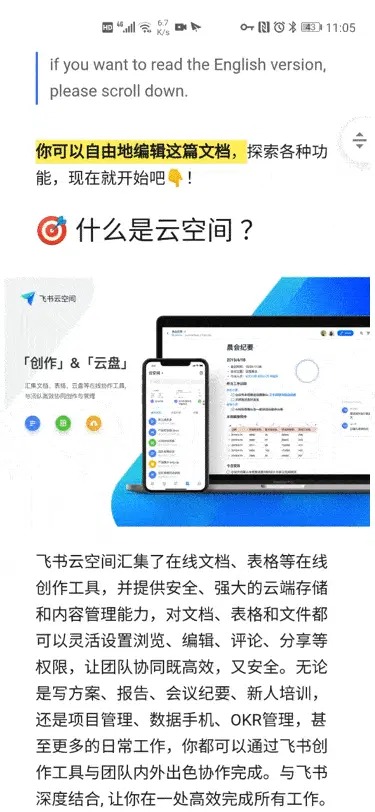 HD 4G 6.7 K/s 43 11:05
if you want to read the English version,
please scroll down.
你可以自由地编辑这篇文档，探索各种功
能，现在就开始吧👇！
🎯 什么是云空间？
飞书云空间
「创作」&「云盘」
汇集文档、表格、云盘等在线协作工具,
与团队高效协同创作与管理
晨会纪要
飞书云空间汇集了在线文档、表格等在线
创作工具，并提供安全、强大的云端存储
和内容管理能力，对文档、表格和文件都
可以灵活设置浏览、编辑、评论、分享等
权限，让团队协同既高效，又安全。无论
是写方案、报告、会议纪要、新人培训，
还是项目管理、数据手机、OKR管理，甚
至更多的日常工作，你都可以通过飞书创
作工具与团队内外出色协作完成。与飞书
深度结合, 让你在一处高效完成所有工作。